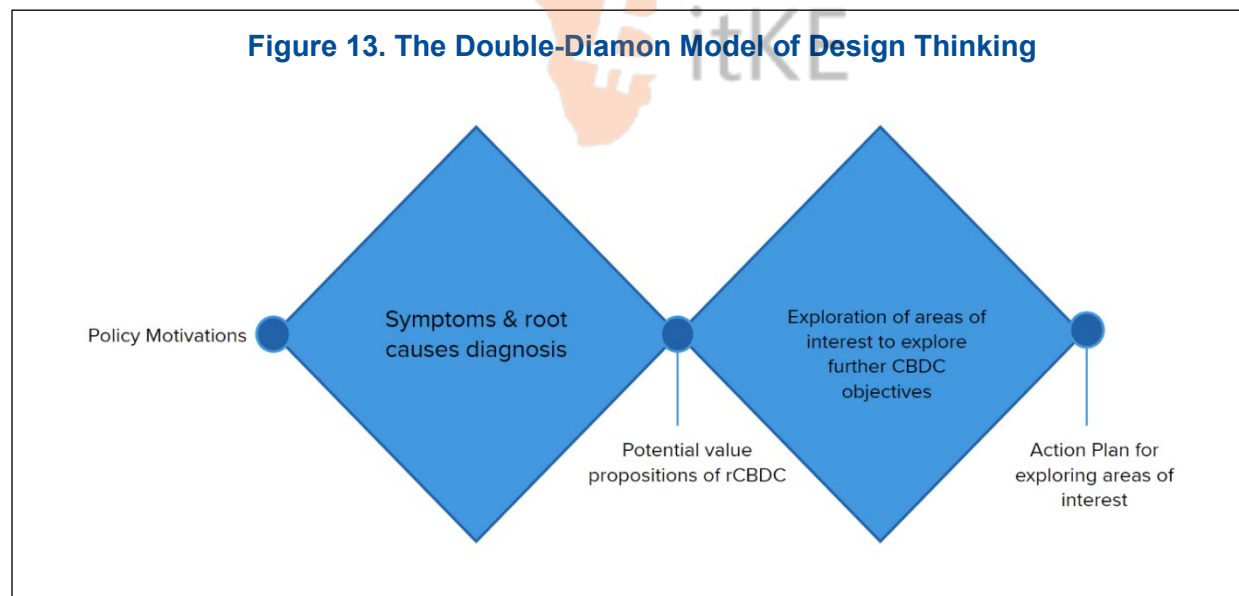 itKE
Figure 13. The Double-Diamon Model of Design Thinking
Policy Motivations
Symptoms & root
causes diagnosis
Potential value
propositions of rCBDC
Exploration of areas of
interest to explore
further CBDC
objectives
Action Plan for
exploring areas of
interest